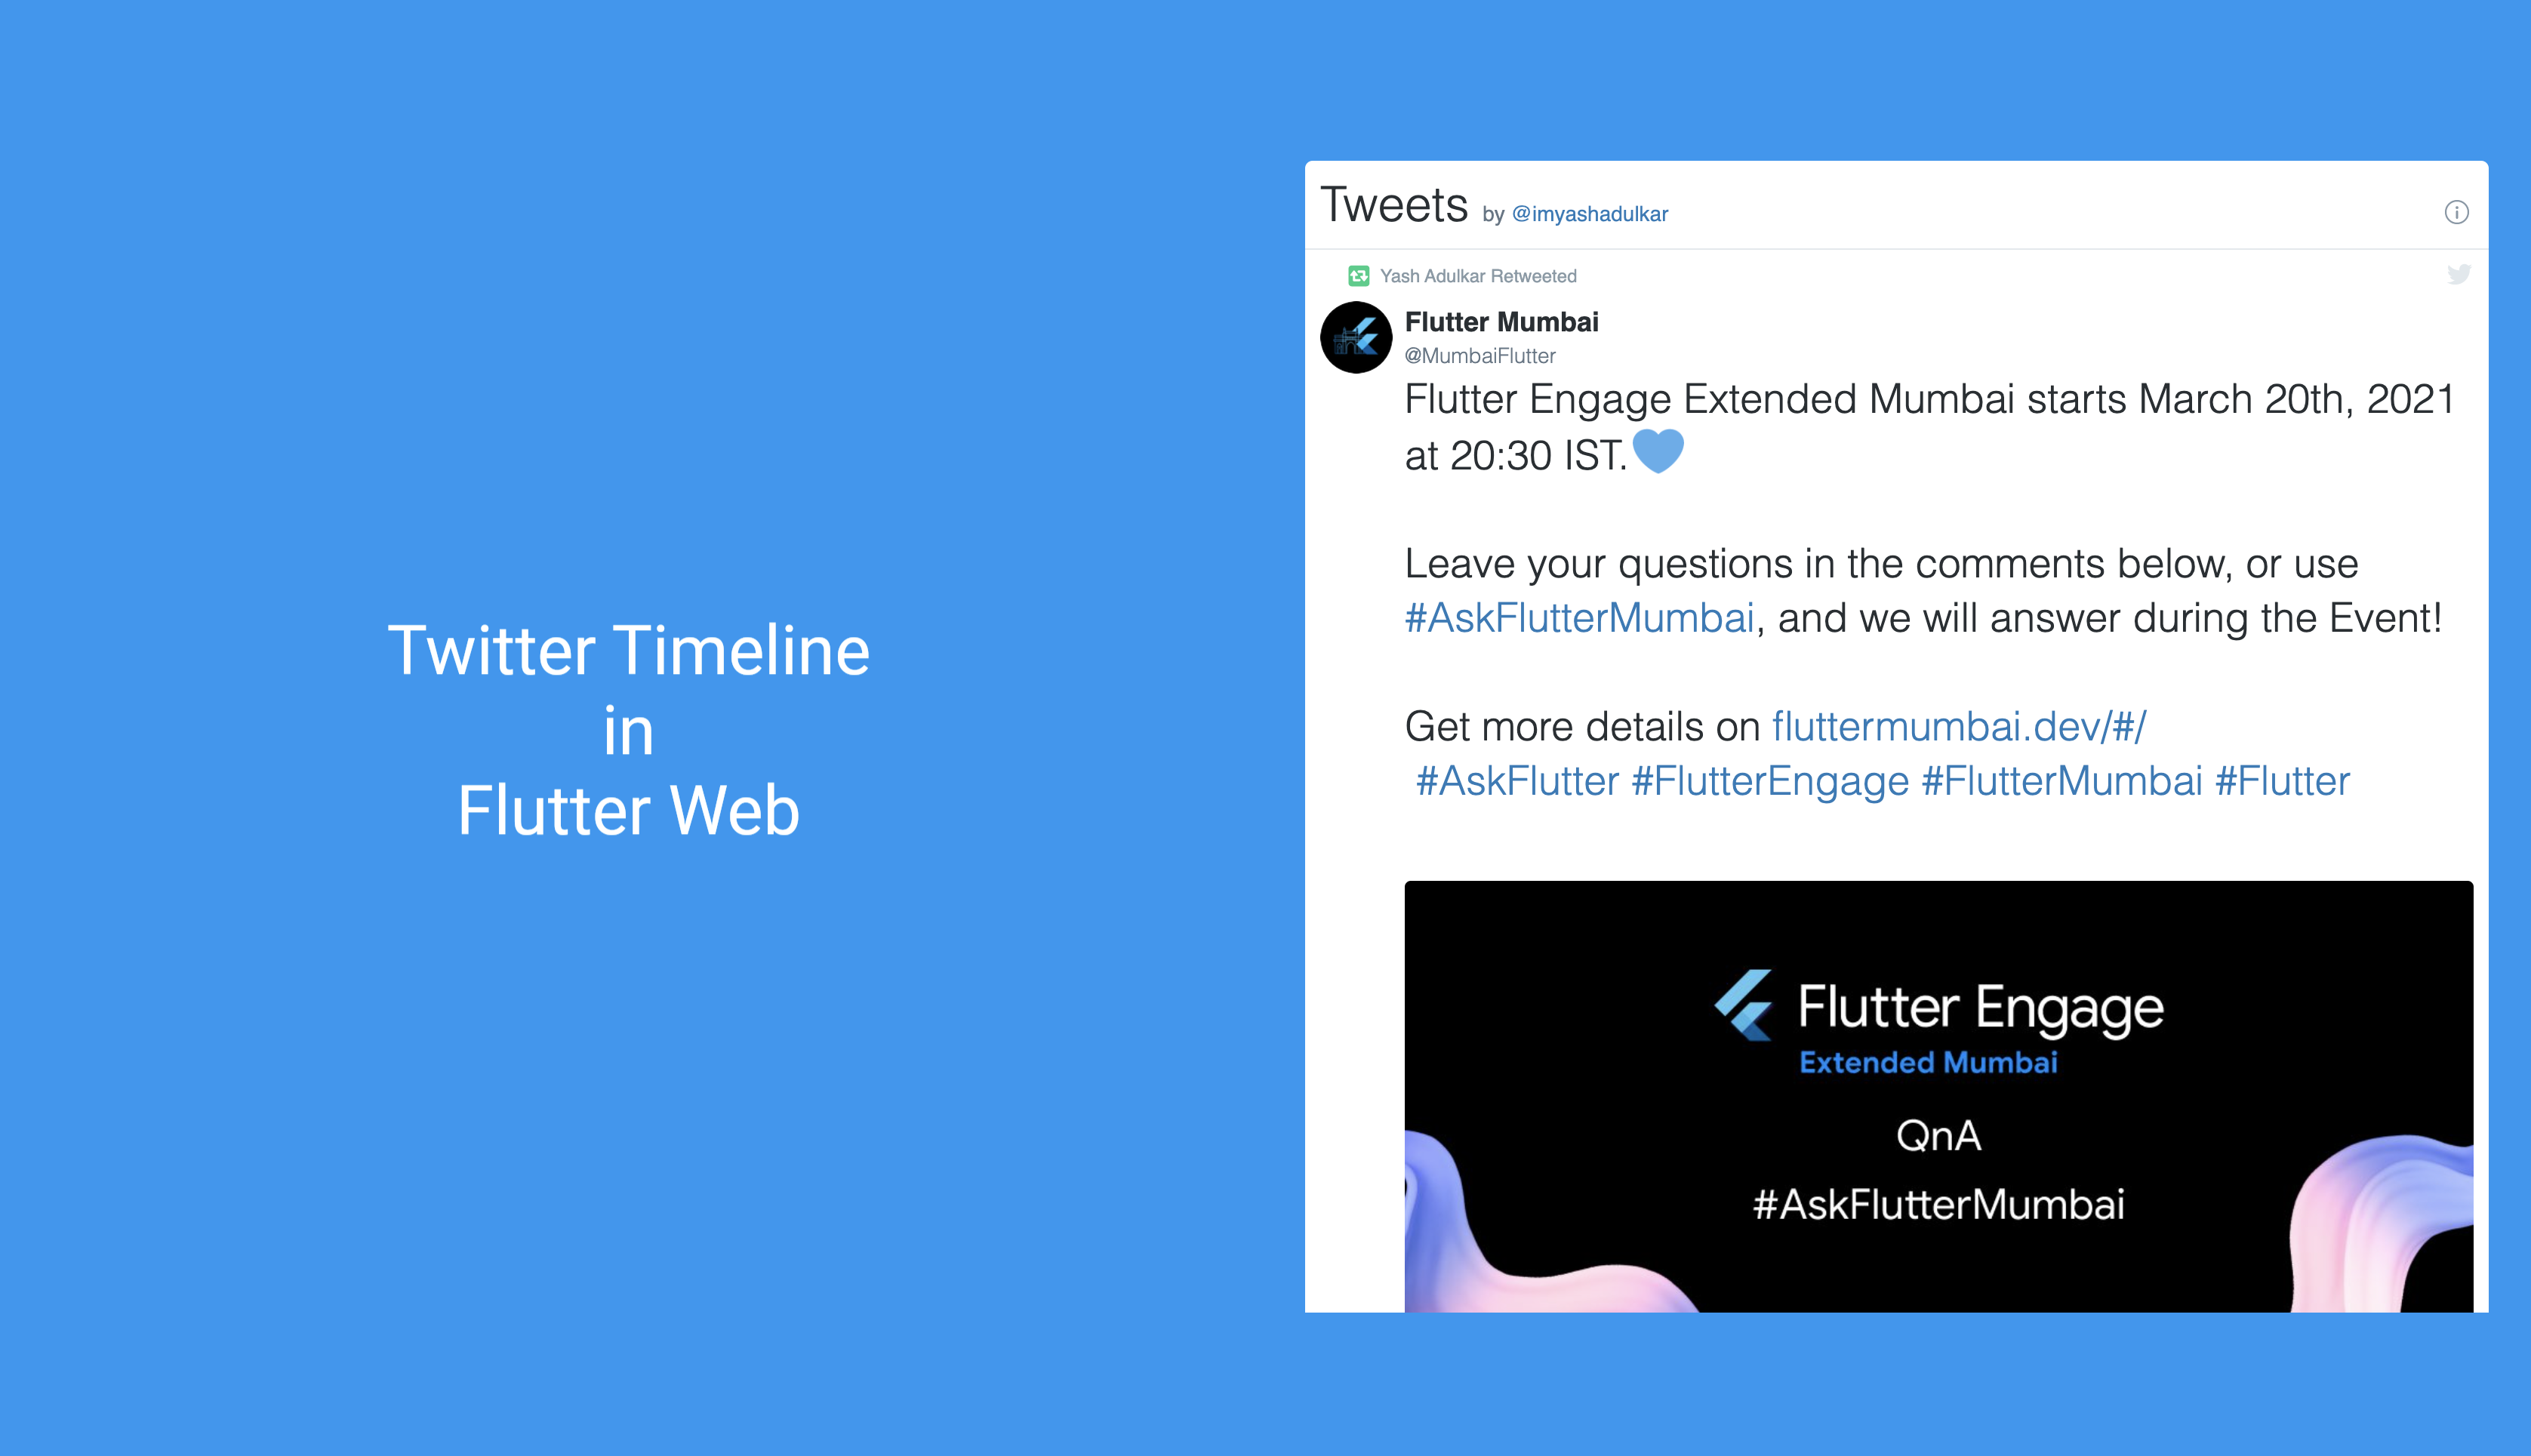 Twitter Timeline
in
Flutter Web
Tweets by @imyashadulkar
Yash Adulkar Retweeted
Flutter Mumbai
@MumbaiFlutter
Flutter Engage Extended Mumbai starts March 20th, 2021
at 20:30 IST.💙
Leave your questions in the comments below, or use
#AskFlutterMumbai, and we will answer during the Event!
Get more details on fluttermumbai.dev/#/
#AskFlutter #FlutterEngage #FlutterMumbai #Flutter
Flutter Engage
Extended Mumbai
QnA
#AskFlutterMumbai